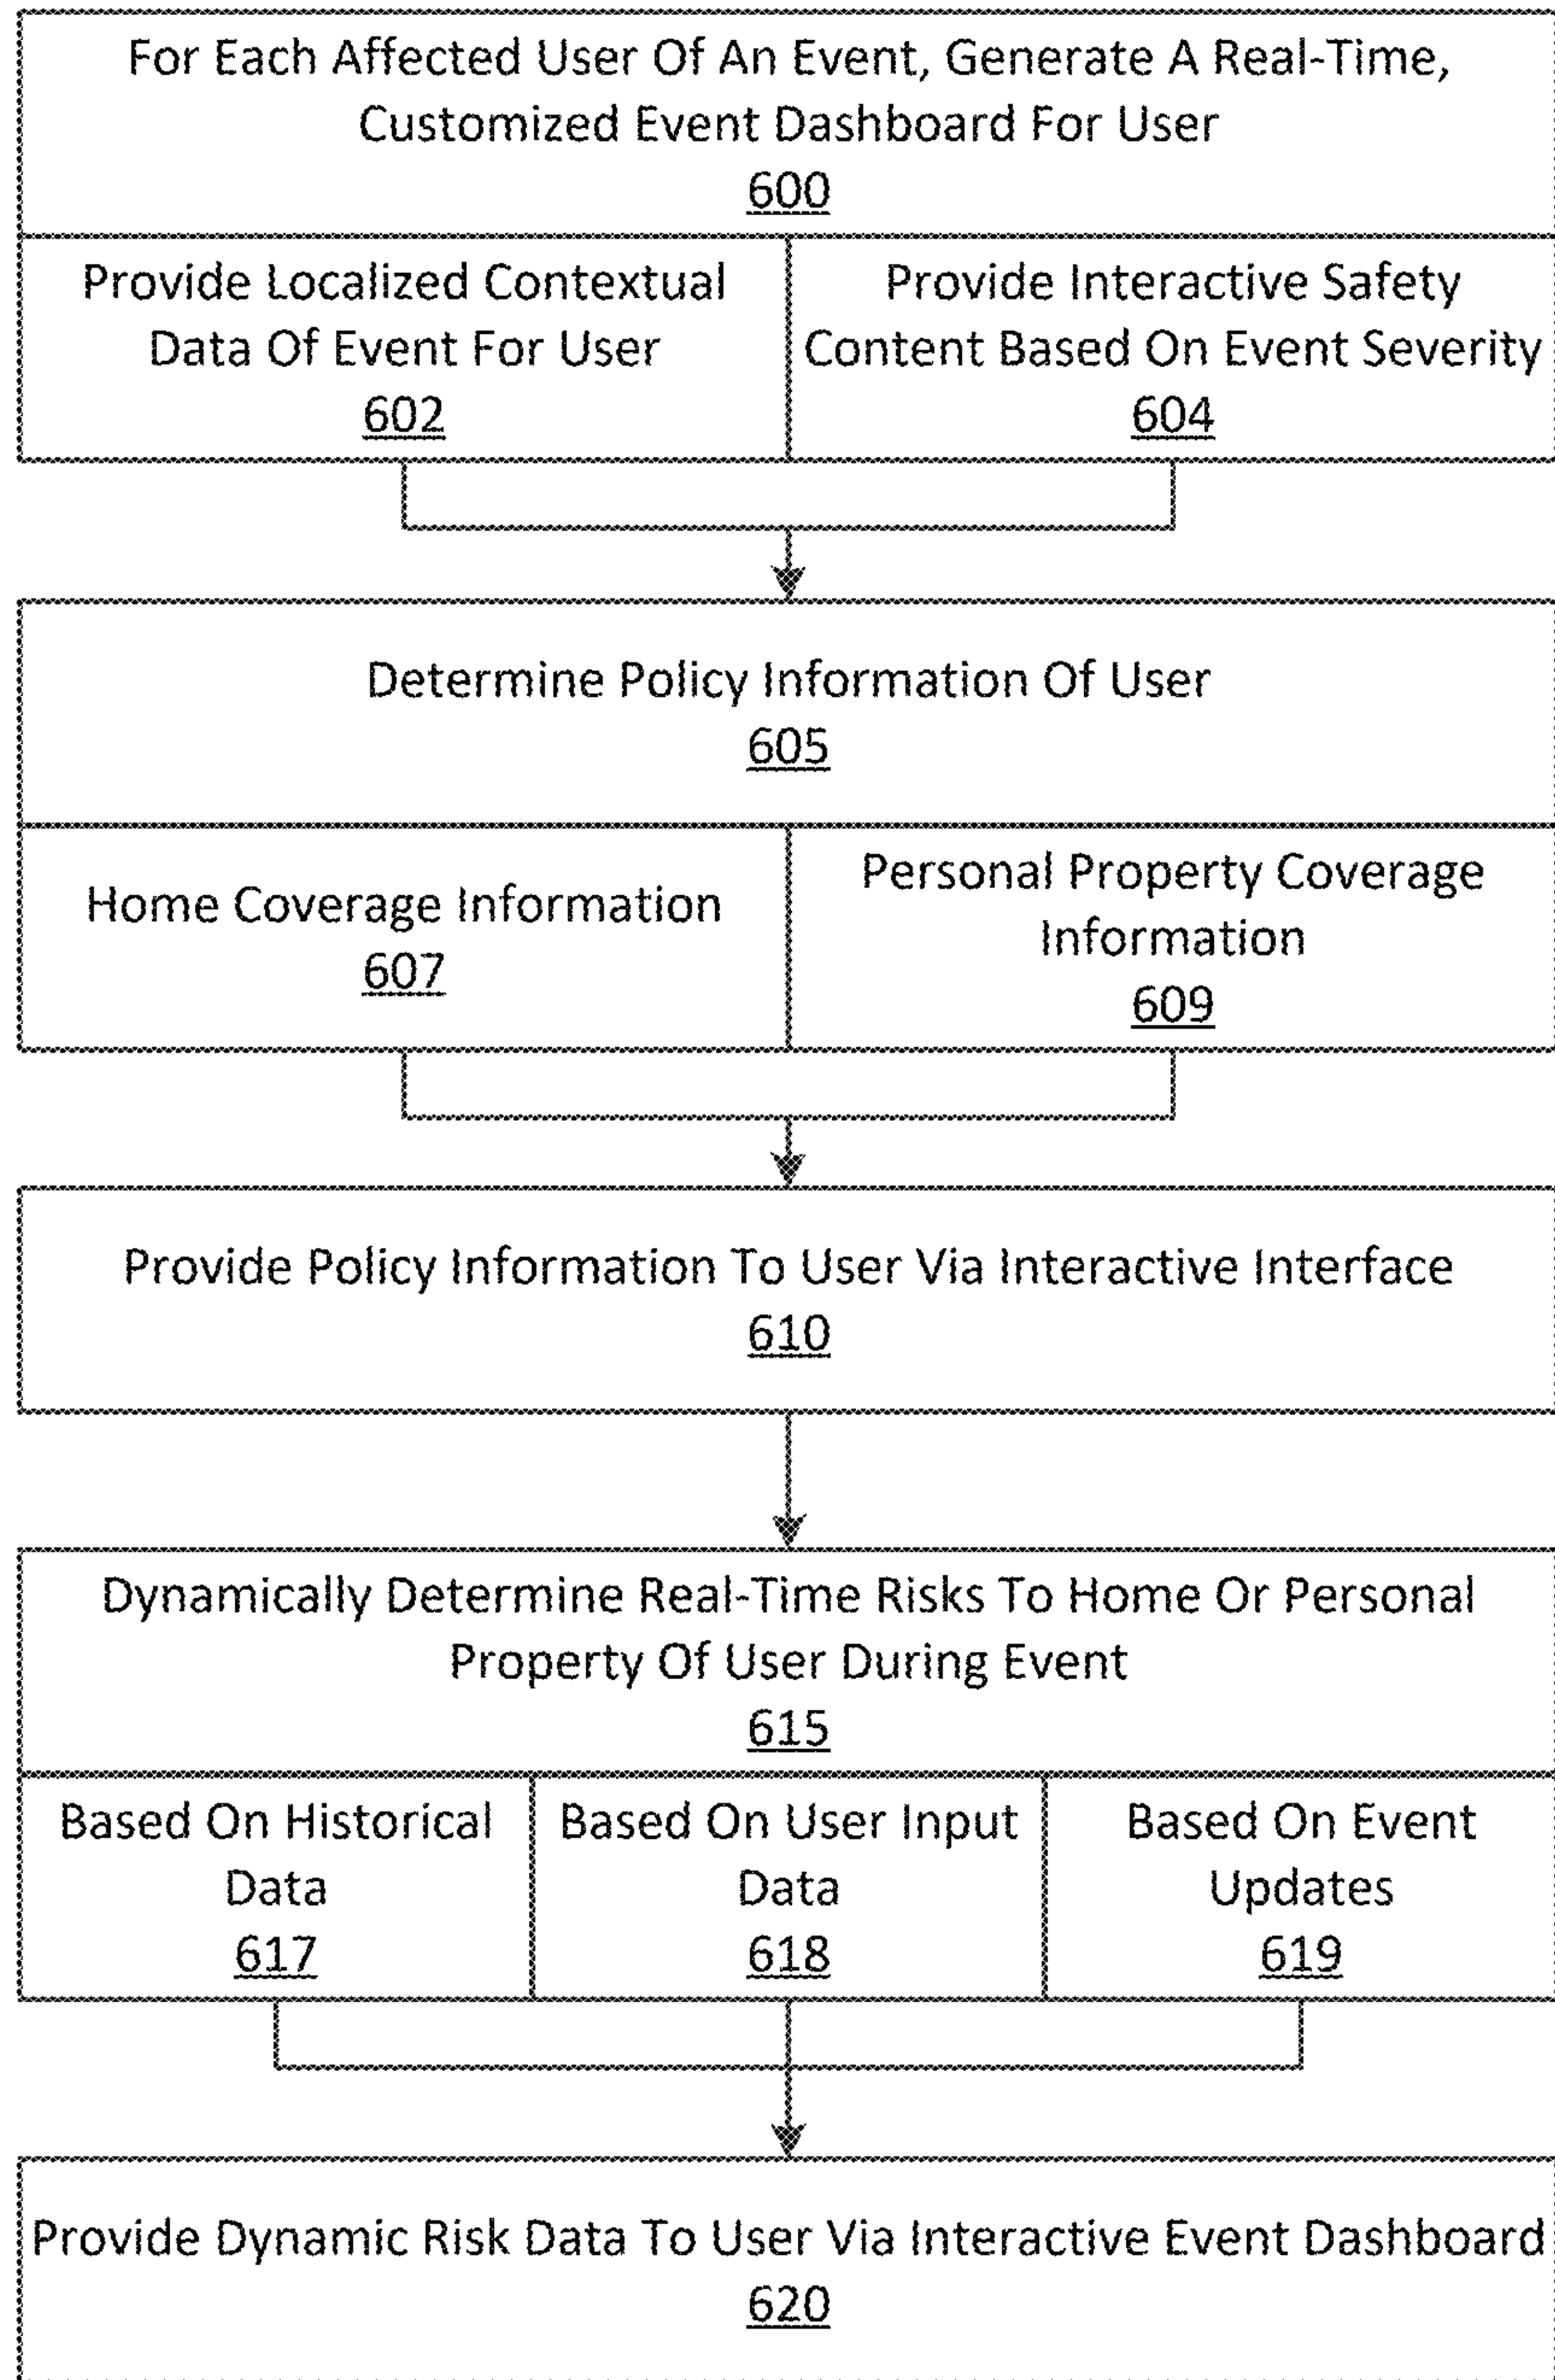 For Each Affected User Of An Event, Generate A Real-Time,
Customized Event Dashboard For User
600
Provide Localized Contextual
Data Of Event For User
602
Provide Interactive Safety
Content Based On Event Severity
604
Determine Policy Information Of User
605
Home Coverage Information
607
Personal Property Coverage
Information
609
Provide Policy Information To User Via Interactive Interface
610
Dynamically Determine Real-Time Risks To Home Or Personal
Property Of User During Event
615
Based On Historical
Data
617
Based On User Input
Data
618
Based On Event
Updates
619
Provide Dynamic Risk Data To User Via Interactive Event Dashboard
620